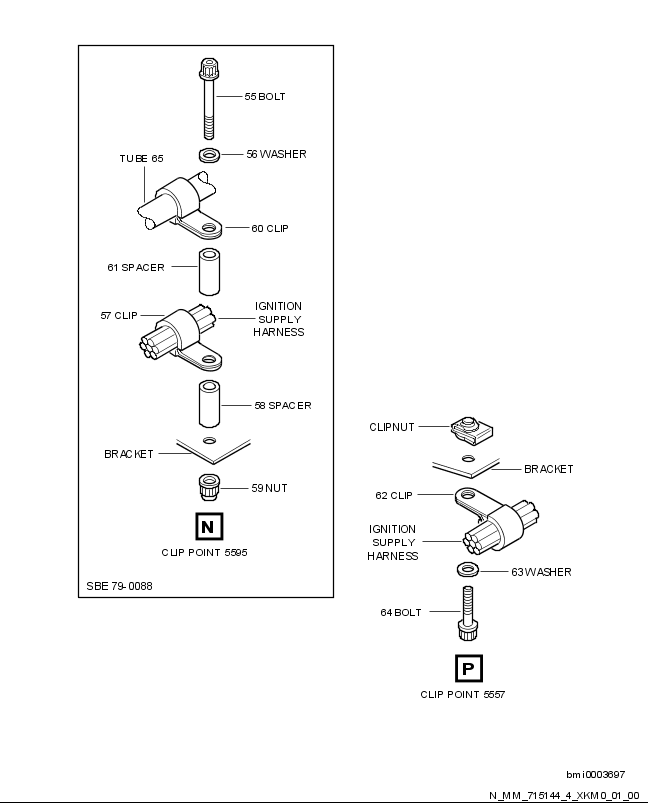 55 BOLT
56 WASHER
TUBE 65
60 CLIP
61 SPACER
57 CLIP
IGNITION
SUPPLY
HARNESS
58 SPACER
BRACKET
59 NUT
N
CLIP POINT 5595
SBE 79-0088
CLIPNUT
BRACKET
62 CLIP
IGNITION
SUPPLY
HARNESS
63 WASHER
64 BOLT
P
CLIP POINT 5557
bmi0003697
N_MM_715144_4_XKM0_01_00